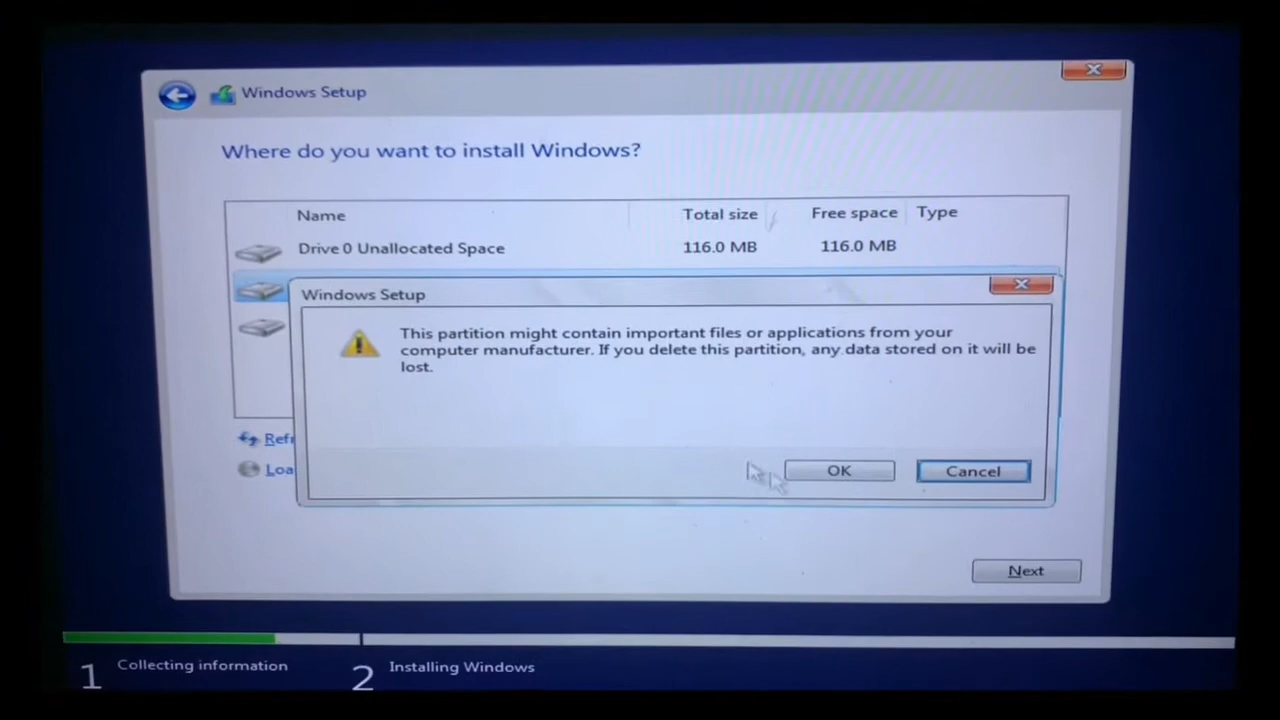 Windows Setup
Where do you want to install Windows?
Name Total size Free space Type
Drive 0 Unallocated Space 116.0 MB 116.0 MB
Windows Setup
This partition might contain important files or applications from your
computer manufacturer. If you delete this partition, any data stored on it will be
lost.
Refr
Loa
OK Cancel
Next
1 Collecting information 2 Installing Windows